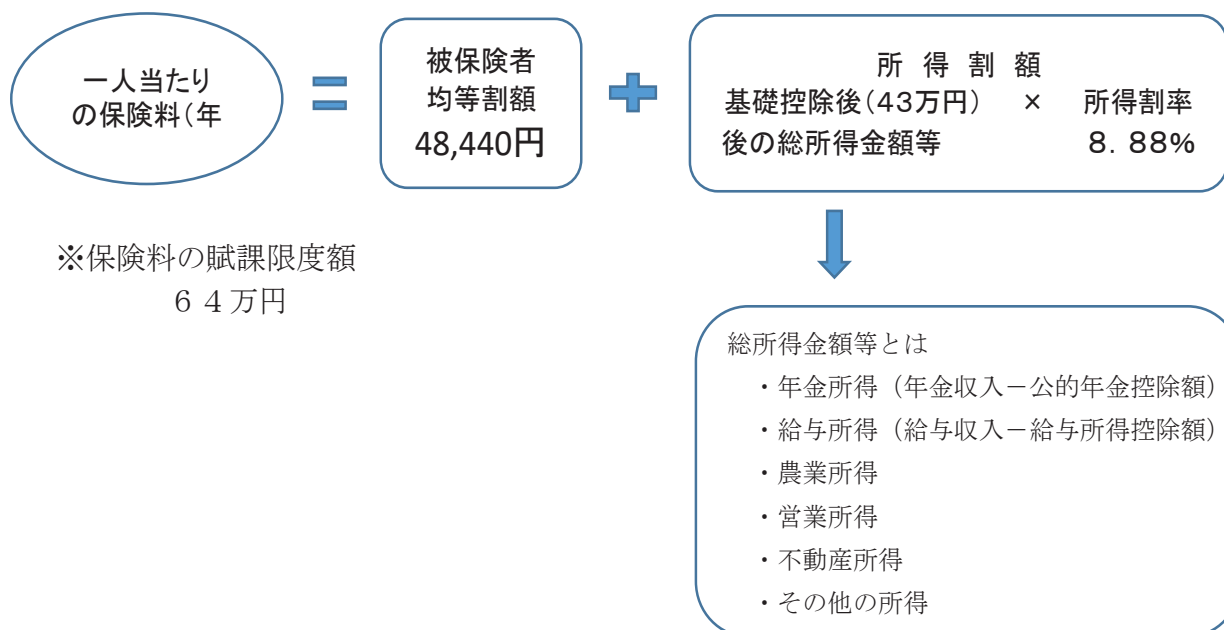 一人当たり
の保険料(年
=
被保険者
均等割額
48,440円
+
所得割額
基礎控除後(43万円) × 所得割率
後の総所得金額等 8.88%
※保険料の賦課限度額
64万円
総所得金額等とは
・年金所得(年金収入-公的年金控除額)
・給与所得(給与収入-給与所得控除額)
・農業所得
・営業所得
・不動産所得
・その他の所得